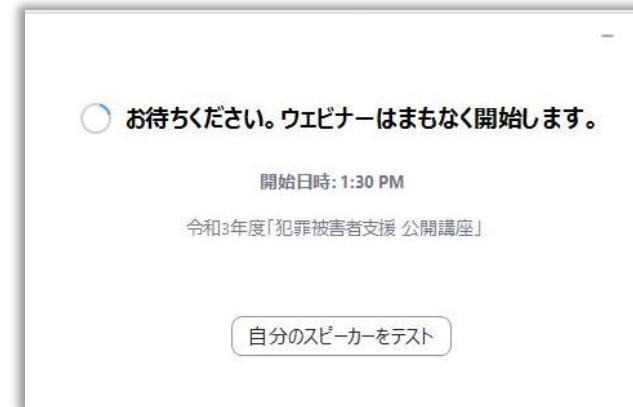 お待ちください。ウェビナーはまもなく開始します。
開始日時: 1:30 PM
令和3年度「犯罪被害者支援 公開講座」
自分のスピーカーをテスト